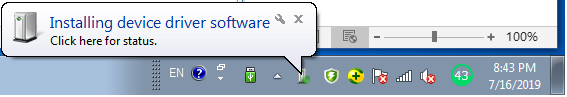 Installing device driver software
Click here for status.
100%
EN
43
8:43 PM
7/16/2019